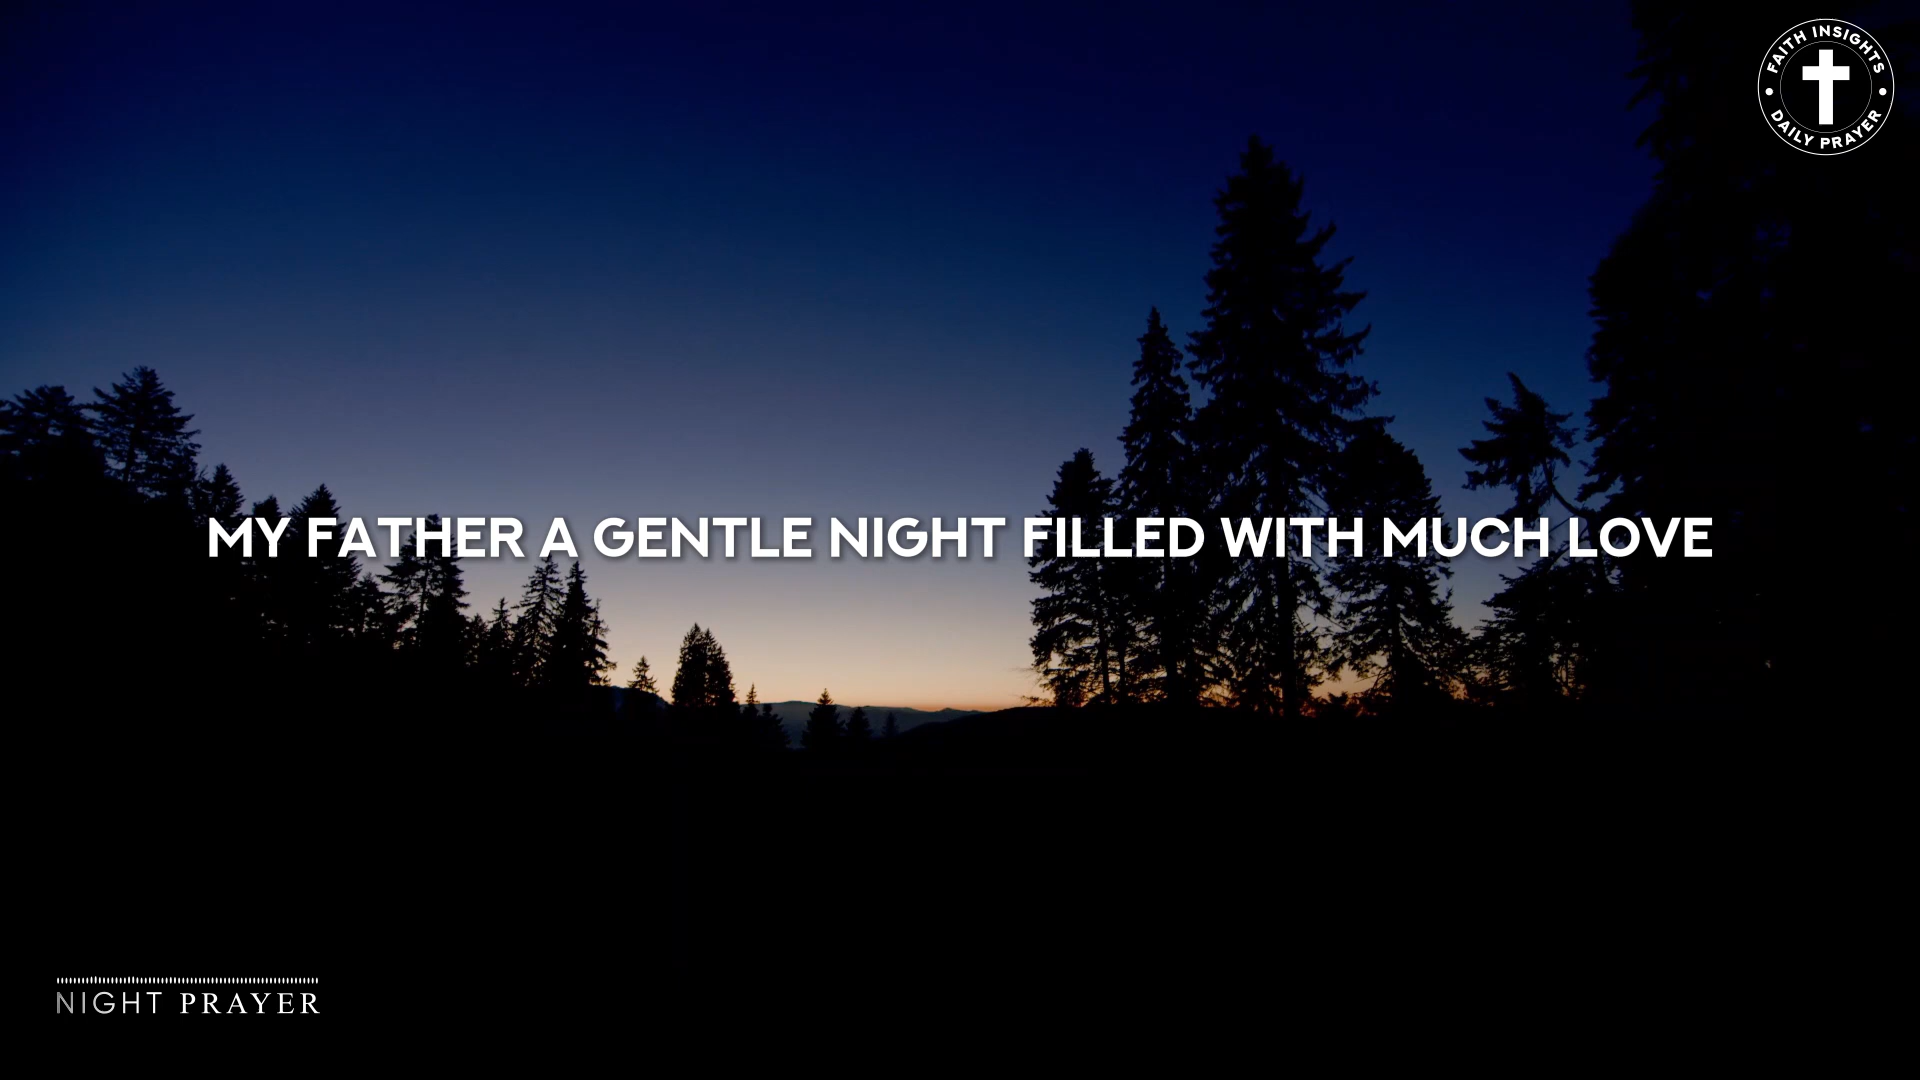 FAITH INSIGHTS
DAILY PRAYER
MY FATHER A GENTLE NIGHT FILLED WITH MUCH LOVE
NIGHT PRAYER